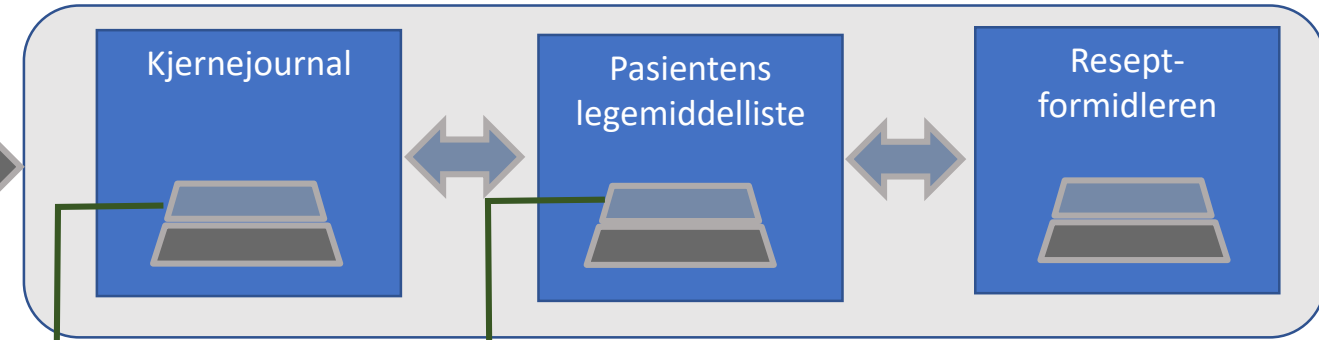 Kjernejournal
Pasientens
legemiddelliste
Resept-
formidleren